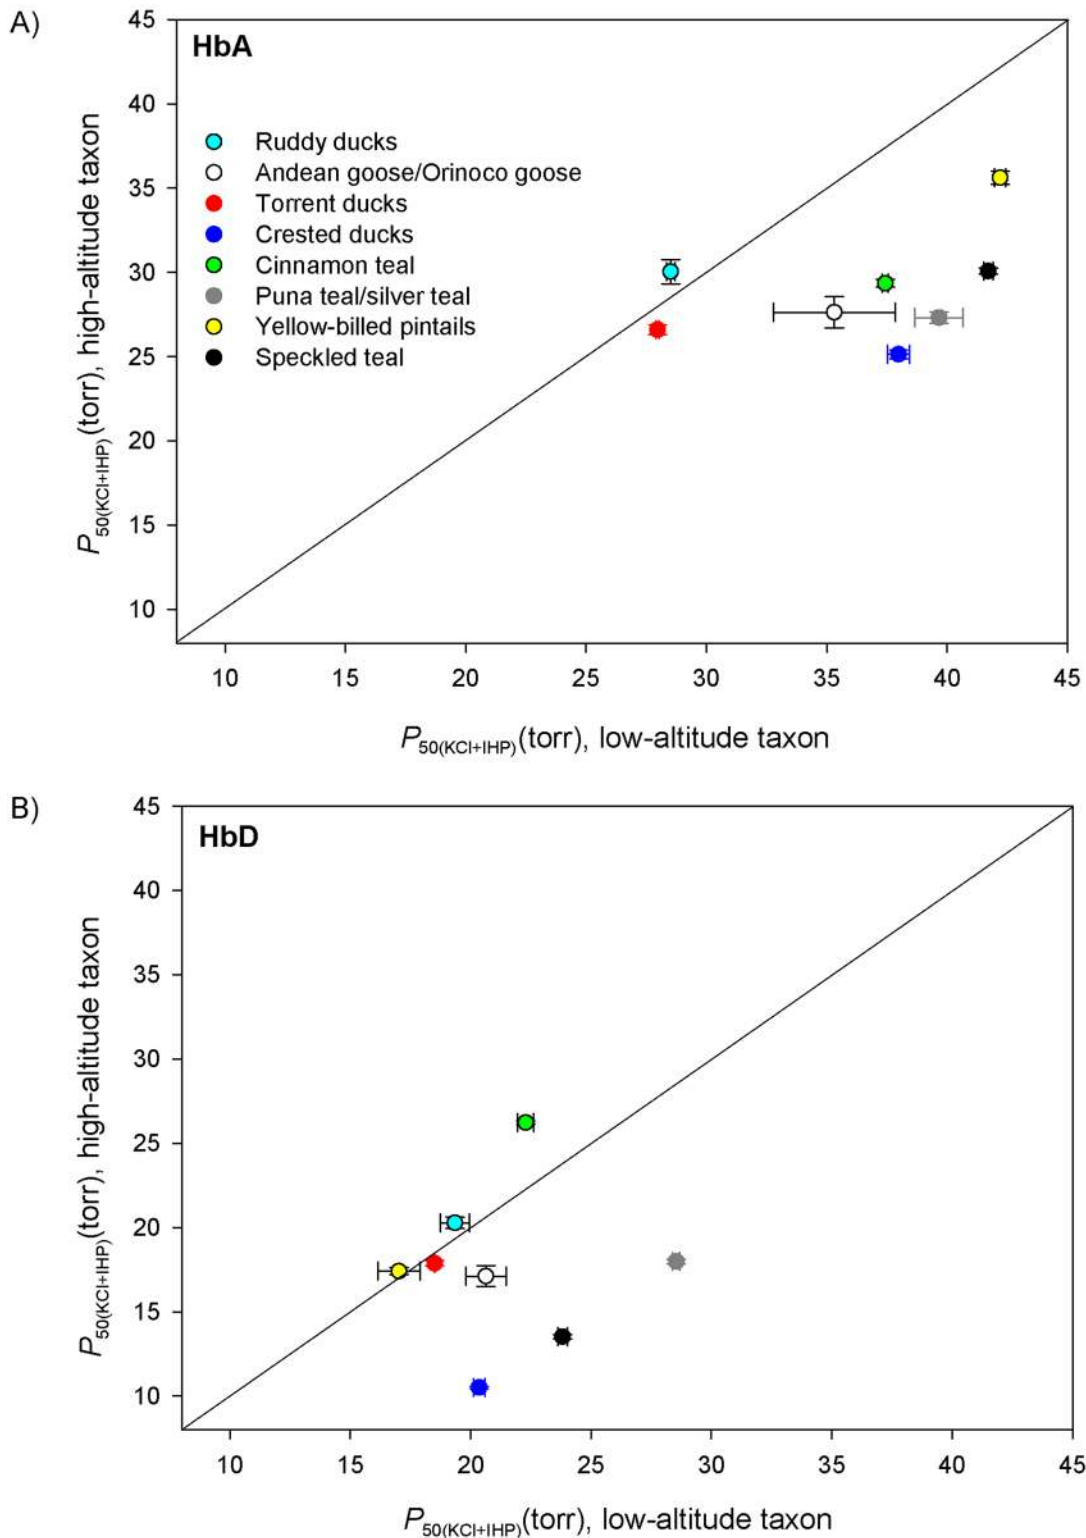 A)
HbA
Ruddy ducks
Andean goose/Orinoco goose
Torrent ducks
Crested ducks
Cinnamon teal
Puna teal/silver teal
Yellow-billed pintails
Speckled teal
P50(KCl+IHP)(torr), high-altitude taxon
45
40
35
30
25
20
15
10
10 15 20 25 30 35 40 45
P50(KCl+IHP)(torr), low-altitude taxon
B)
HbD
P50(KCl+IHP)(torr), high-altitude taxon
45
40
35
30
25
20
15
10
10 15 20 25 30 35 40 45
P50(KCl+IHP)(torr), low-altitude taxon